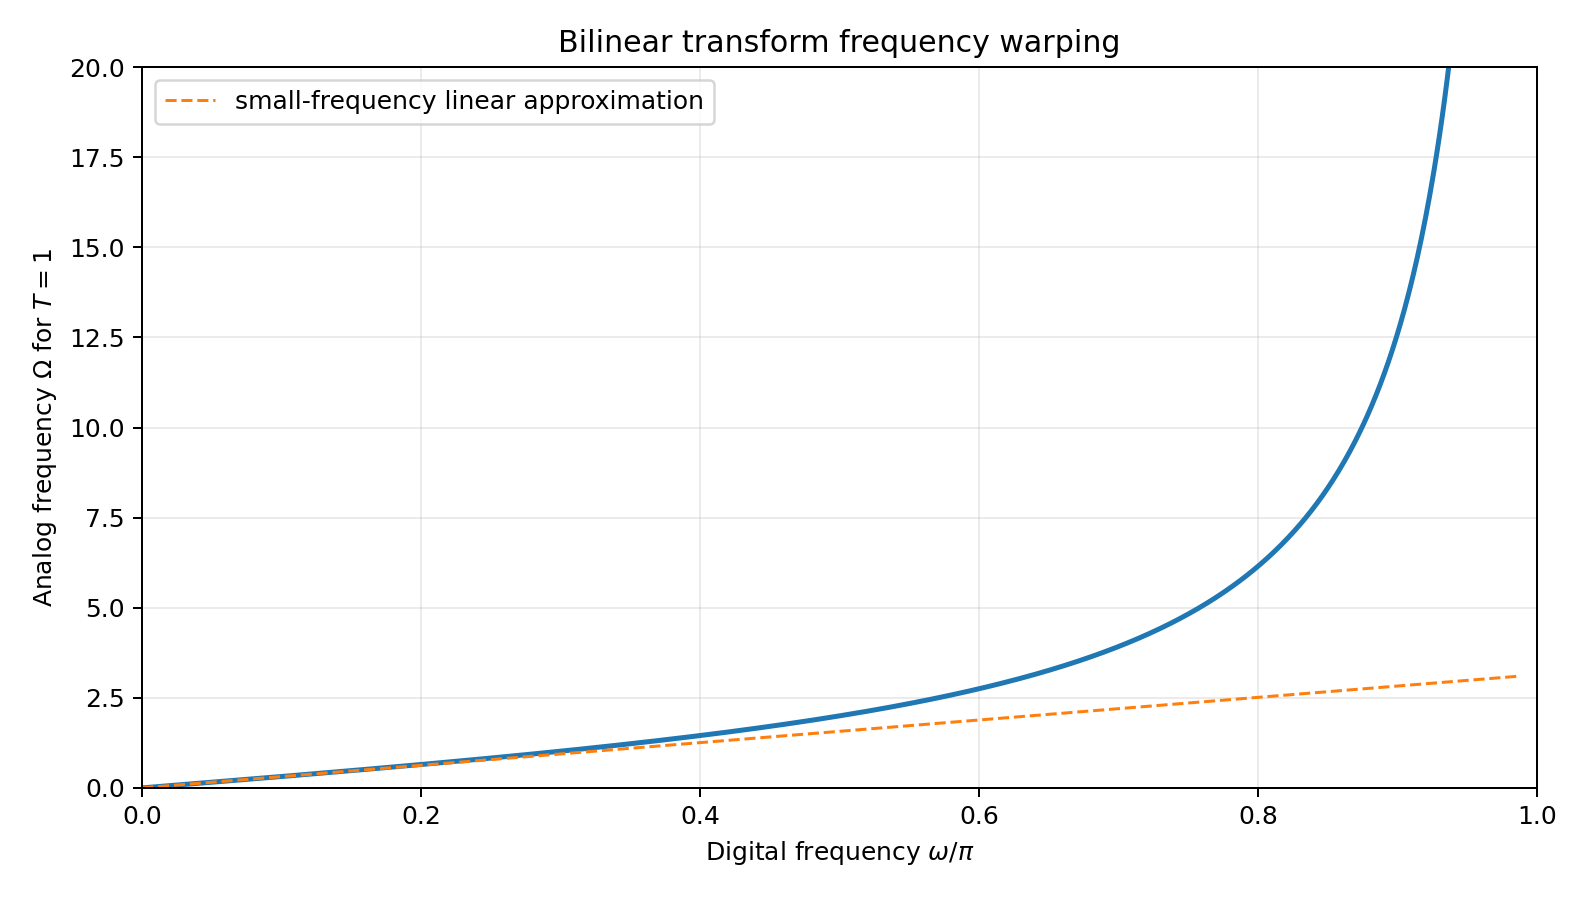 Bilinear transform frequency warping
small-frequency linear approximation
20.0
17.5
15.0
12.5
10.0
7.5
5.0
2.5
0.0
Analog frequency Ω for T = 1
0.0 0.2 0.4 0.6 0.8 1.0
Digital frequency ω/π